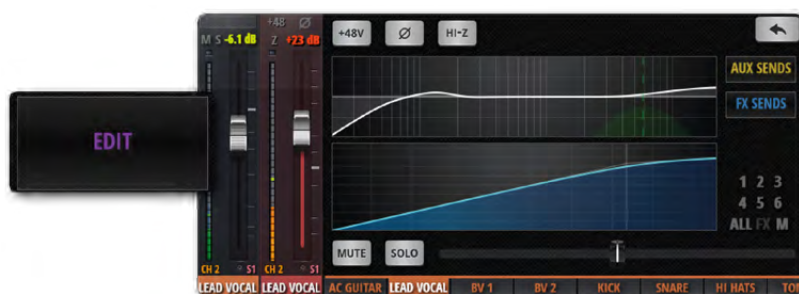 EDIT
M S -6.1 dB
+48 Ø
Z +23 dB
CH 2 S1
LEAD VOCAL
CH 2 S1
LEAD VOCAL
+48V Ø HI-Z
AUX SENDS
FX SENDS
1 2 3
4 5 6
ALL FX M
MUTE SOLO
AC GUITAR LEAD VOCAL BV 1 BV 2 KICK SNARE HI HATS TO